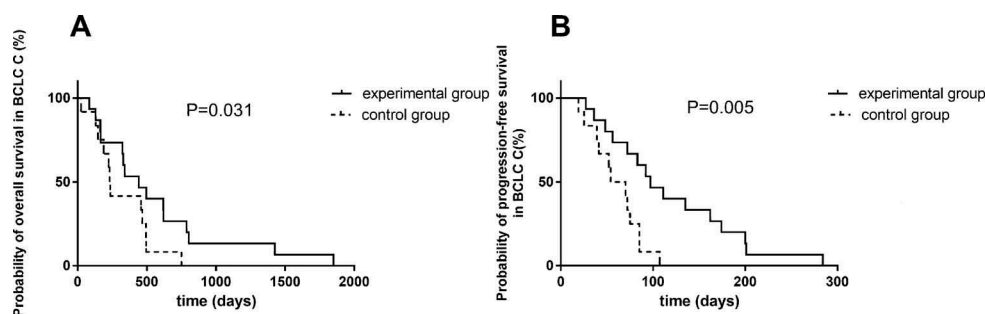 A
Probability of overall survival in BCLC C (%)
P=0.031
experimental group
control group
100
50
0
0 500 1000 1500 2000
time (days)
B
Probability of progression-free survival
in BCLC C(%)
P=0.005
experimental group
control group
100
50
0
0 100 200 300
time (days)